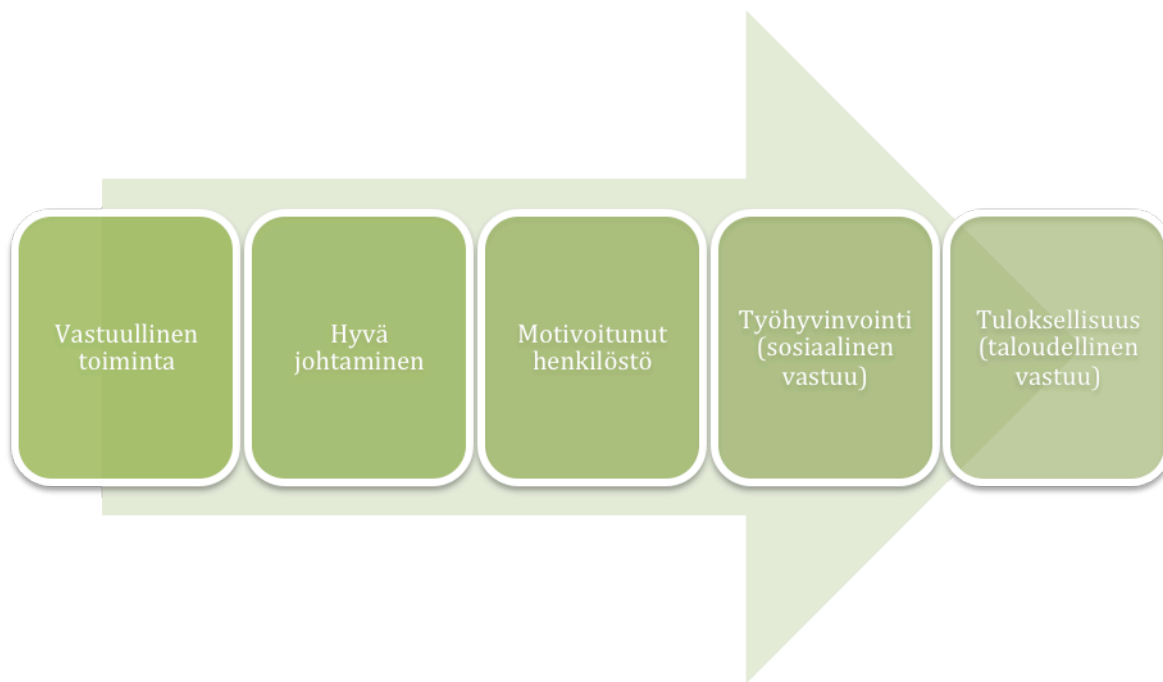 Vastuullinen
toiminta
Hyvä
johtaminen
Motivoitunut
henkilöstö
Työhyvinvointi
(sosiaalinen
vastuu)
Tuloksellisuus
(taloudellinen
vastuu)